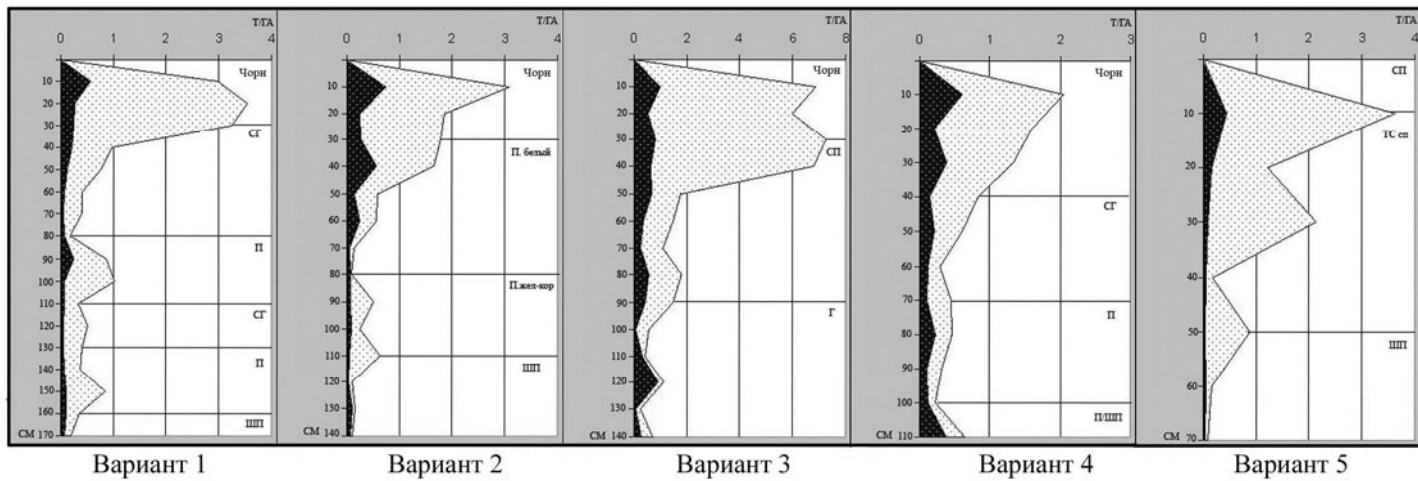 Т/ГА
0 1 2 3 4
Чорн
10
20
30
СГ
40
50
60
70
80
П
90
100
110
СГ
120
130
П
140
150
160
ШП
СМ 170
Вариант 1
Т/ГА
0 1 2 3 4
Чорн
10
20
30
П. белый
40
50
60
70
80
П.жел-кор
90
100
110
ШП
120
130
СМ 140
Вариант 2
Т/ГА
0 2 4 6 8
Чорн
10
20
30
СП
40
50
60
70
80
90
Г
100
110
120
130
СМ 140
Вариант 3
Т/ГА
0 1 2 3
Чорн
10
20
30
40
СГ
50
60
70
П
80
90
100
П/ШП
СМ 110
Вариант 4
Т/ГА
0 1 2 3 4
СП
10
ТС сп
20
30
40
50
ШП
60
СМ 70
Вариант 5